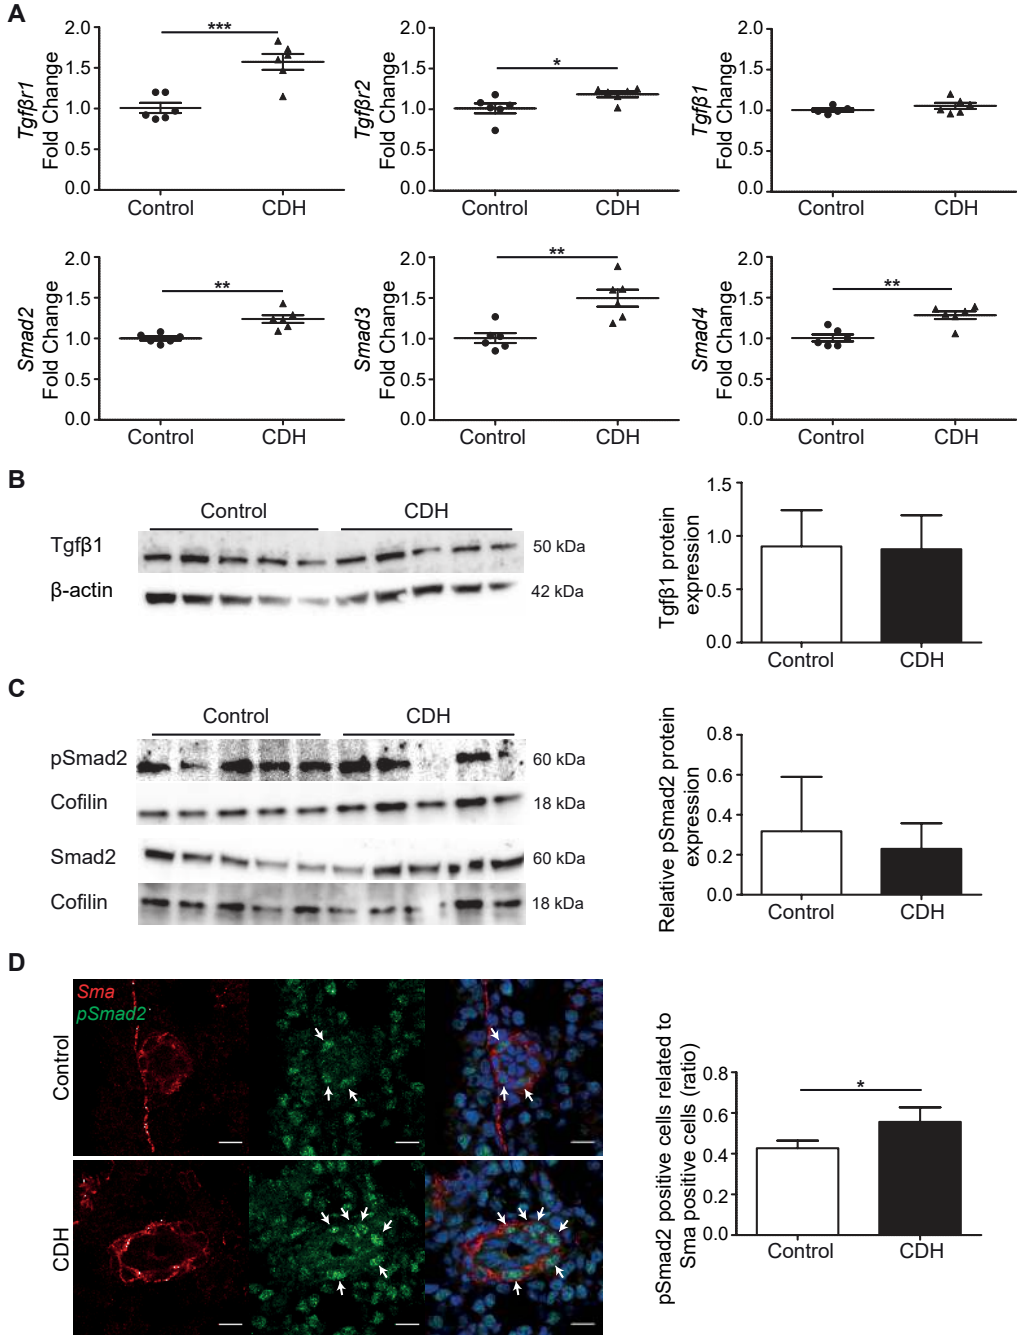 A
Tgfβr1
Fold Change
2.0
1.5
1.0
0.5
0.0
***
Control
CDH
Tgfβr2
Fold Change
2.0
1.5
1.0
0.5
0.0
*
Control
CDH
Tgfβ1
Fold Change
2.0
1.5
1.0
0.5
0.0
Control
CDH
Smad2
Fold Change
2.0
1.5
1.0
0.5
0.0
**
Control
CDH
Smad3
Fold Change
2.0
1.5
1.0
0.5
0.0
**
Control
CDH
Smad4
Fold Change
2.0
1.5
1.0
0.5
0.0
**
Control
CDH
B
Control
CDH
Tgfβ1
50 kDa
β-actin
42 kDa
Tgfβ1 protein
expression
1.5
1.0
0.5
0.0
Control
CDH
C
Control
CDH
pSmad2
60 kDa
Cofilin
18 kDa
Smad2
60 kDa
Cofilin
18 kDa
Relative pSmad2 protein
expression
0.8
0.6
0.4
0.2
0.0
Control
CDH
D
Sma
pSmad2
Control
CDH
pSmad2 positive cells related to
Sma positive cells (ratio)
0.8
0.6
0.4
0.2
0.0
*
Control
CDH